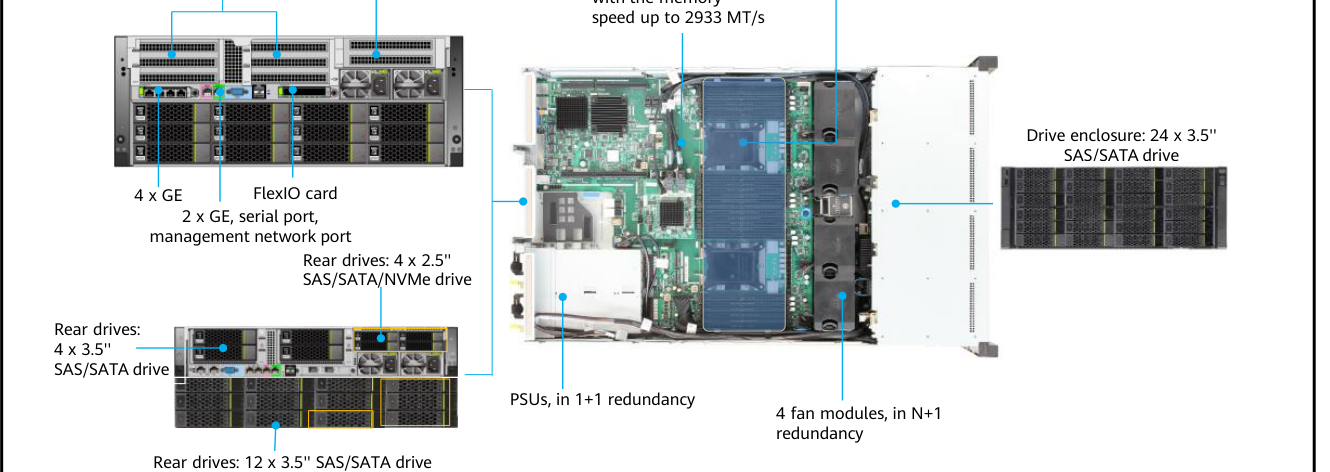 with the memory
speed up to 2933 MT/s
4 x GE
FlexIO card
2 x GE, serial port,
management network port
Drive enclosure: 24 x 3.5"
SAS/SATA drive
Rear drives: 4 x 2.5"
SAS/SATA/NVMe drive
Rear drives:
4 x 3.5"
SAS/SATA drive
PSUs, in 1+1 redundancy
4 fan modules, in N+1
redundancy
Rear drives: 12 x 3.5" SAS/SATA drive